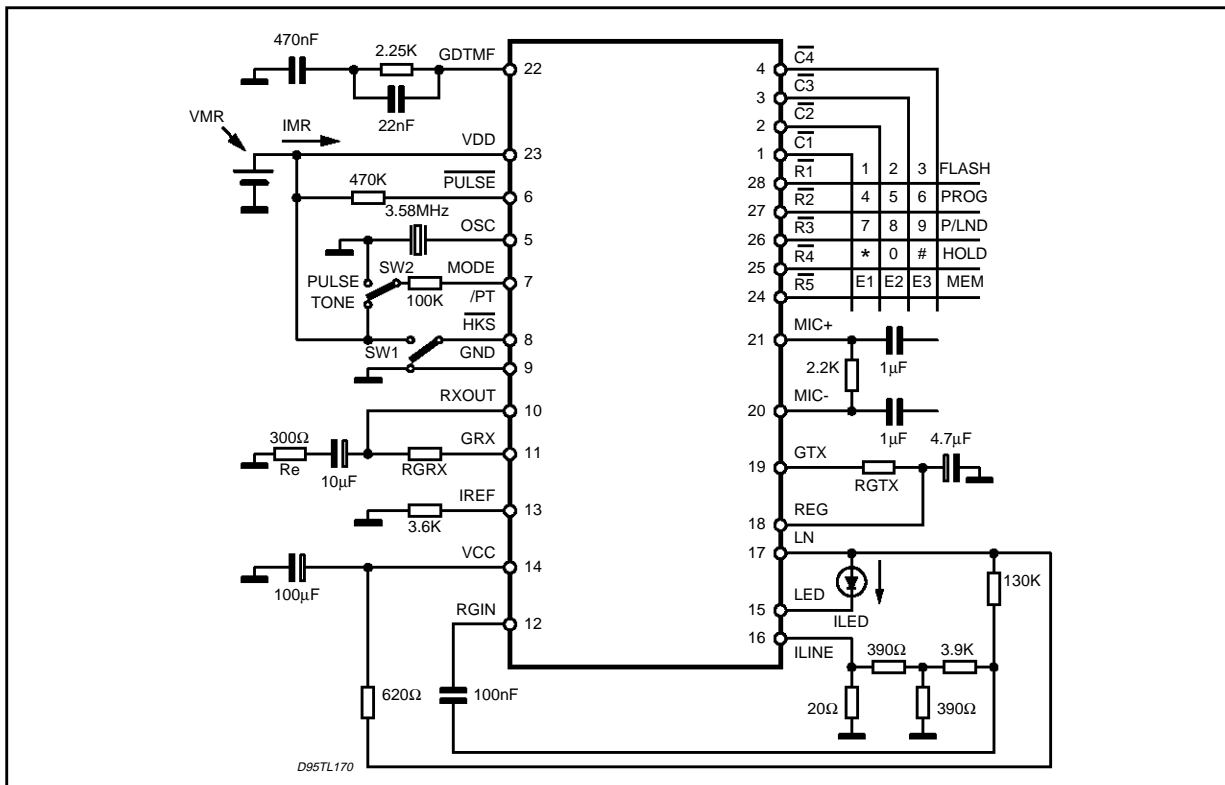 470nF
2.25K
GDTMF
22
22nF
VMR
IMR
VDD
23
470K
PULSE
6
3.58MHz
OSC
5
SW2
MODE
7
PULSE
TONE
100K
/PT
HKS
8
SW1
GND
9
RXOUT
10
300Ω
GRX
11
Re
10µF
RGRX
IREF
13
3.6K
VCC
14
100µF
RGIN
12
620Ω
100nF
D95TL170
4 C4
3 C3
2 C2
1 C1
28 R1 1 2 3 FLASH
27 R2 4 5 6 PROG
26 R3 7 8 9 P/LND
25 R4 * 0 # HOLD
24 R5 E1 E2 E3 MEM
21 MIC+
1µF
2.2K
20 MIC-
1µF
4.7µF
19 GTX
RGTX
18 REG
17 LN
130K
15 LED
ILED
16 ILINE
390Ω
3.9K
20Ω
390Ω